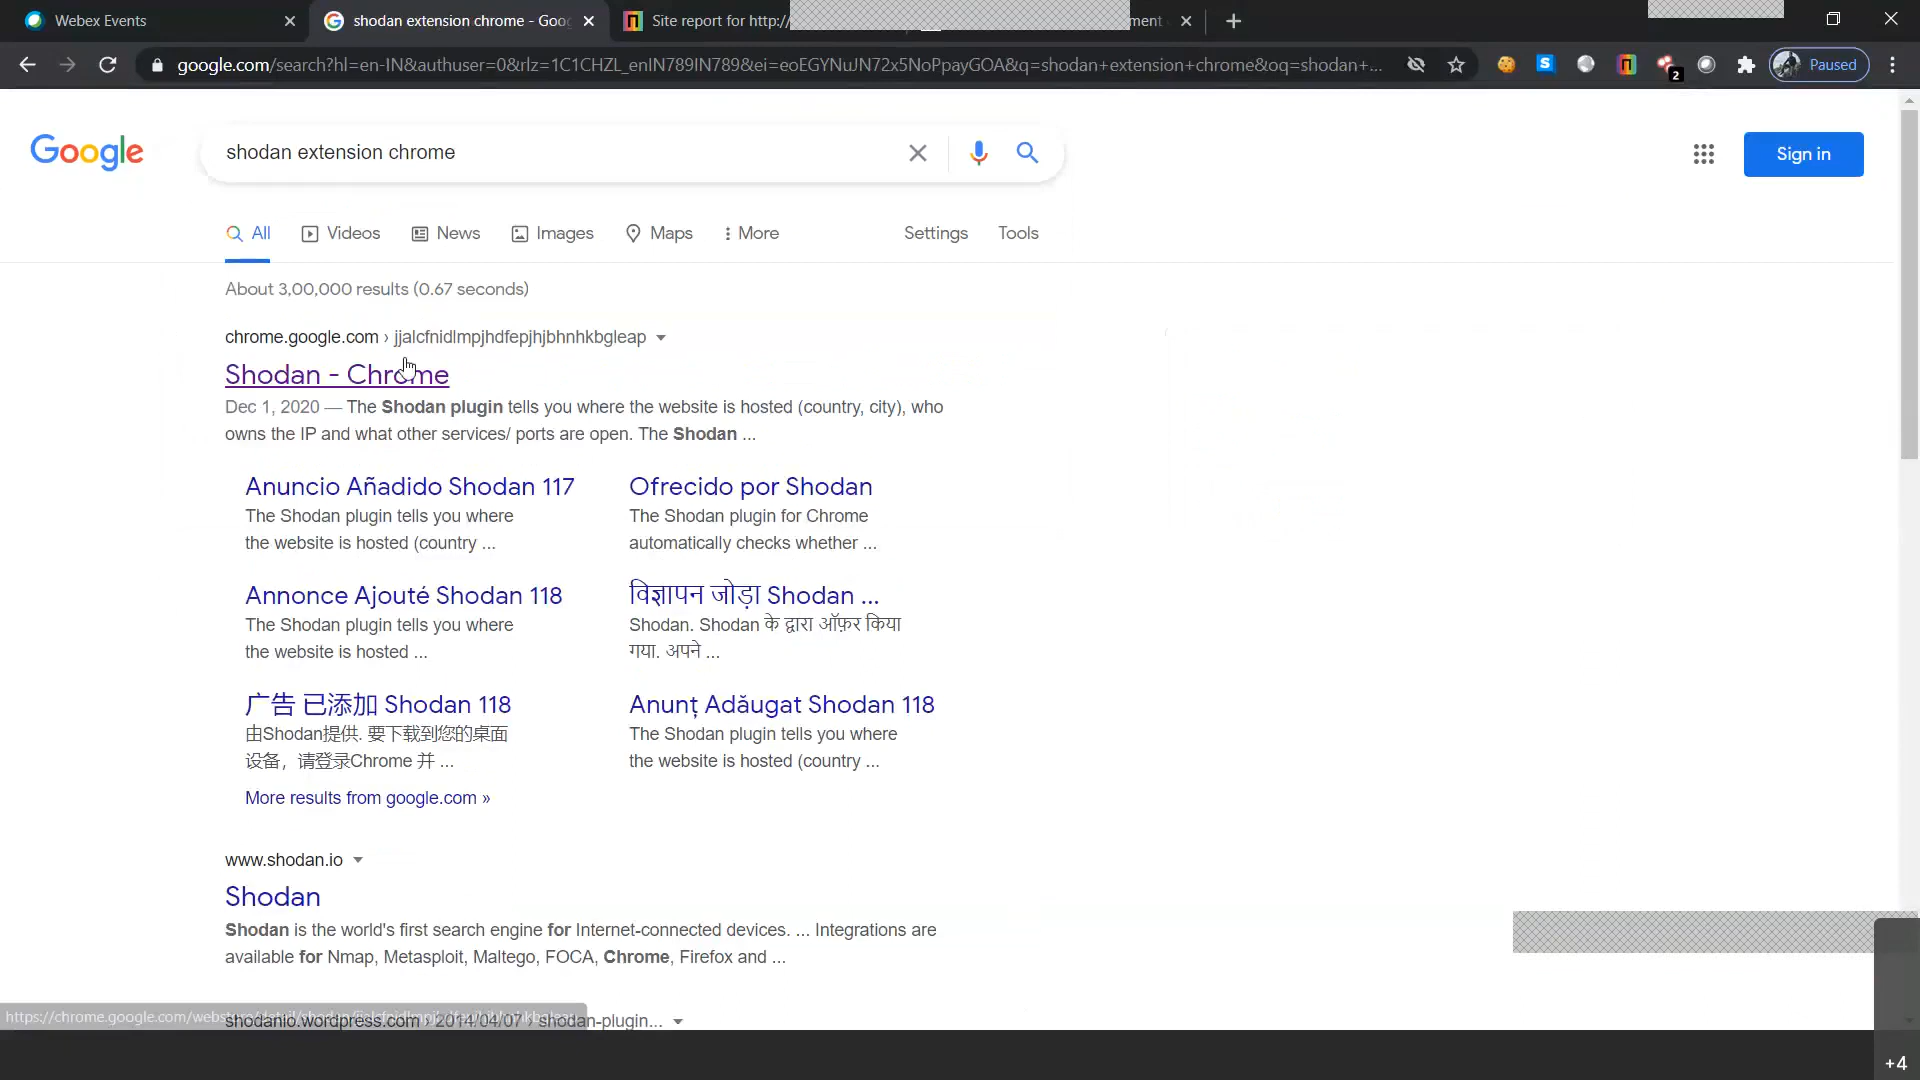 Webex Events
shodan extension chrome - Goo
Site report for http:/
ment
google.com/search?hl=en-IN&authuser=0&rlz=1C1CHZL_enIN789IN789&ei=eoEGYNuJN72x5NoPpayGOA&q=shodan+extension+chrome&oq=shodan+...
2
Paused
Google
shodan extension chrome
Sign in
All
Videos
News
Images
Maps
More
Settings
Tools
About 3,00,000 results (0.67 seconds)
chrome.google.com › jjalcfnidlmpjhdfepjhjbhnhkbgleap
Shodan - Chrome
Dec 1, 2020 — The Shodan plugin tells you where the website is hosted (country, city), who
owns the IP and what other services/ ports are open. The Shodan ...
Anuncio Añadido Shodan 117
The Shodan plugin tells you where
the website is hosted (country ...
Ofrecido por Shodan
The Shodan plugin for Chrome
automatically checks whether ...
Annonce Ajouté Shodan 118
The Shodan plugin tells you where
the website is hosted ...
विज्ञापन जोड़ा Shodan ...
Shodan. Shodan के द्वारा ऑफ़र किया
गया. अपने ...
广告 已添加 Shodan 118
由Shodan提供. 要下载到您的桌面
设备，请登录Chrome 并 ...
Anunț Adăugat Shodan 118
The Shodan plugin tells you where
the website is hosted (country ...
More results from google.com »
www.shodan.io
Shodan
Shodan is the world's first search engine for Internet-connected devices. ... Integrations are
available for Nmap, Metasploit, Maltego, FOCA, Chrome, Firefox and ...
shodanio.wordpress.com › 2014/04/07 › shodan-plugin...
+4